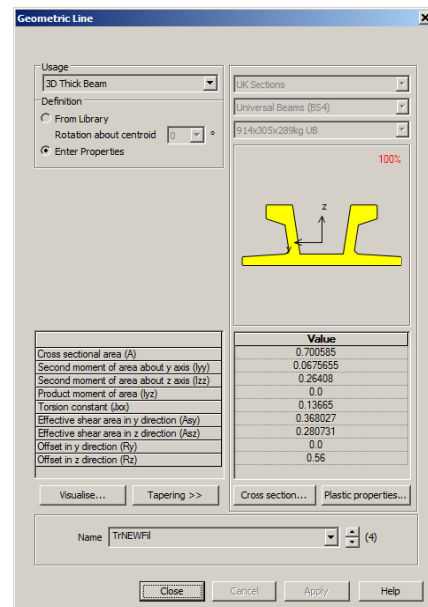 Geometric Line
Usage
3D Thick Beam
Definition
From Library
Rotation about centroid 0 °
Enter Properties
UK Sections
Universal Beams (BS4)
914x305x289kg UB
100%
z
y
Value
Cross sectional area (A) 0.700585
Second moment of area about y axis (Iyy) 0.0675655
Second moment of area about z axis (Izz) 0.26408
Product moment of area (Iyz) 0.0
Torsion constant (Jxx) 0.13665
Effective shear area in y direction (Asy) 0.368027
Effective shear area in z direction (Asz) 0.280731
Offset in y direction (Ry) 0.0
Offset in z direction (Rz) 0.56
Visualise... Tapering >> Cross section... Plastic properties...
Name TrNEWFil (4)
Close Cancel Apply Help